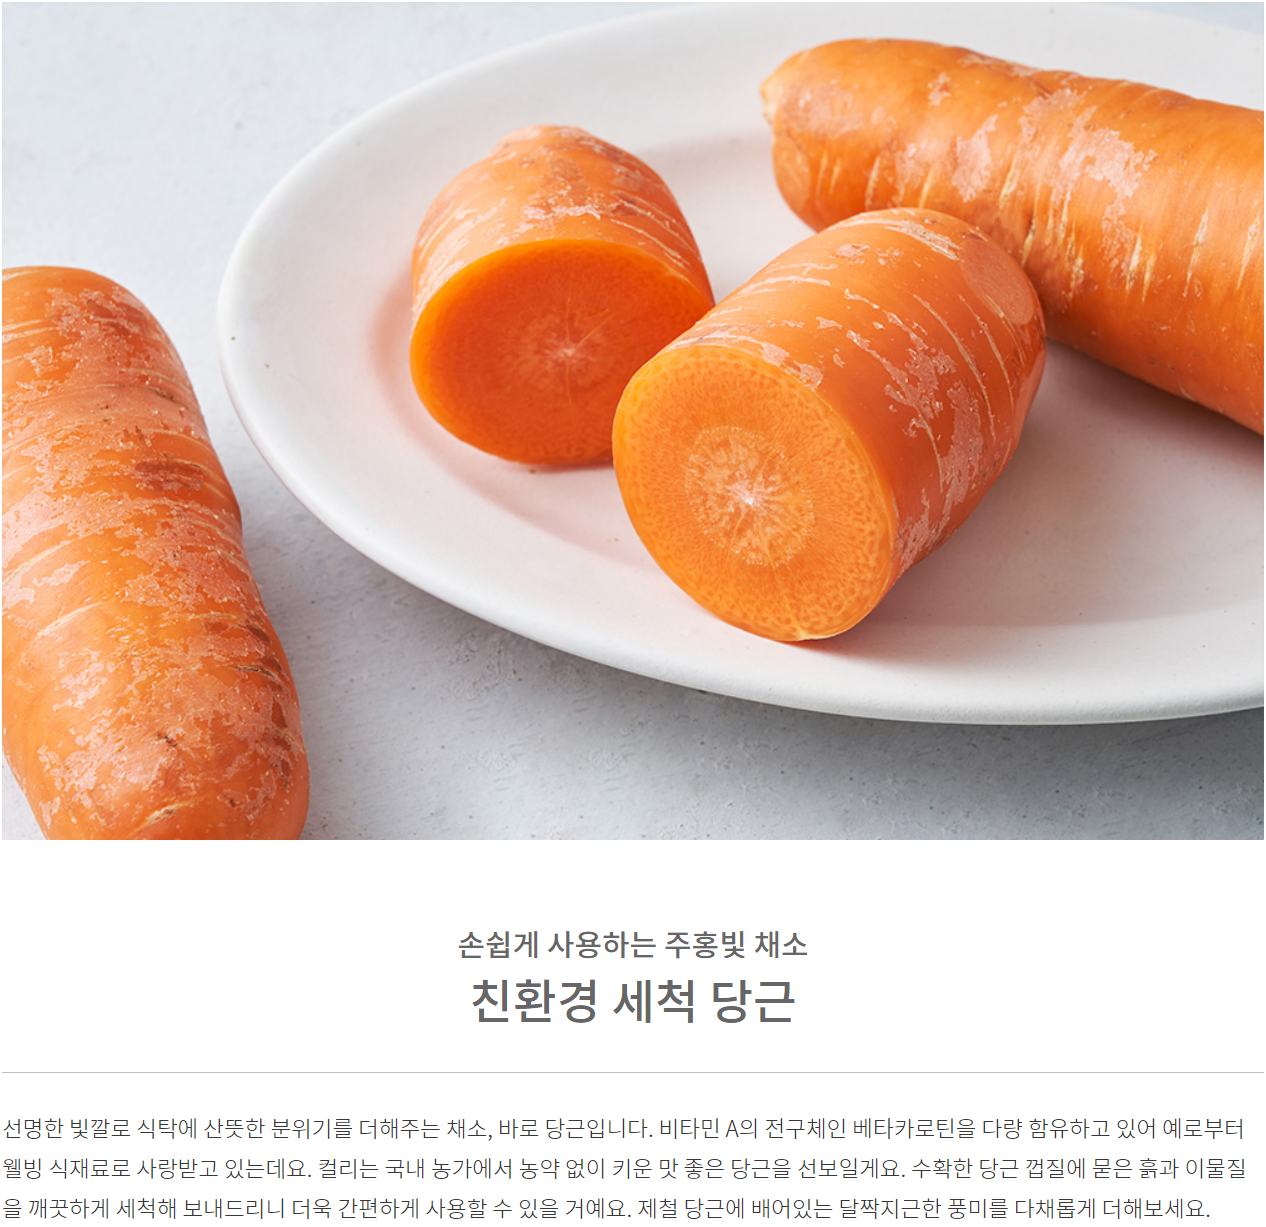 손쉽게 사용하는 주홍빛 채소
친환경 세척 당근
선명한 빛깔로 식탁에 산뜻한 분위기를 더해주는 채소, 바로 당근입니다. 비타민 A의 전구체인 베타카로틴을 다량 함유하고 있어 예로부터
웰빙 식재료로 사랑받고 있는데요. 컬리는 국내 농가에서 농약 없이 키운 맛 좋은 당근을 선보일게요. 수확한 당근 껍질에 묻은 흙과 이물질
을 깨끗하게 세척해 보내드리니 더욱 간편하게 사용할 수 있을 거예요. 제철 당근에 배어있는 달짝지근한 풍미를 다채롭게 더해보세요.